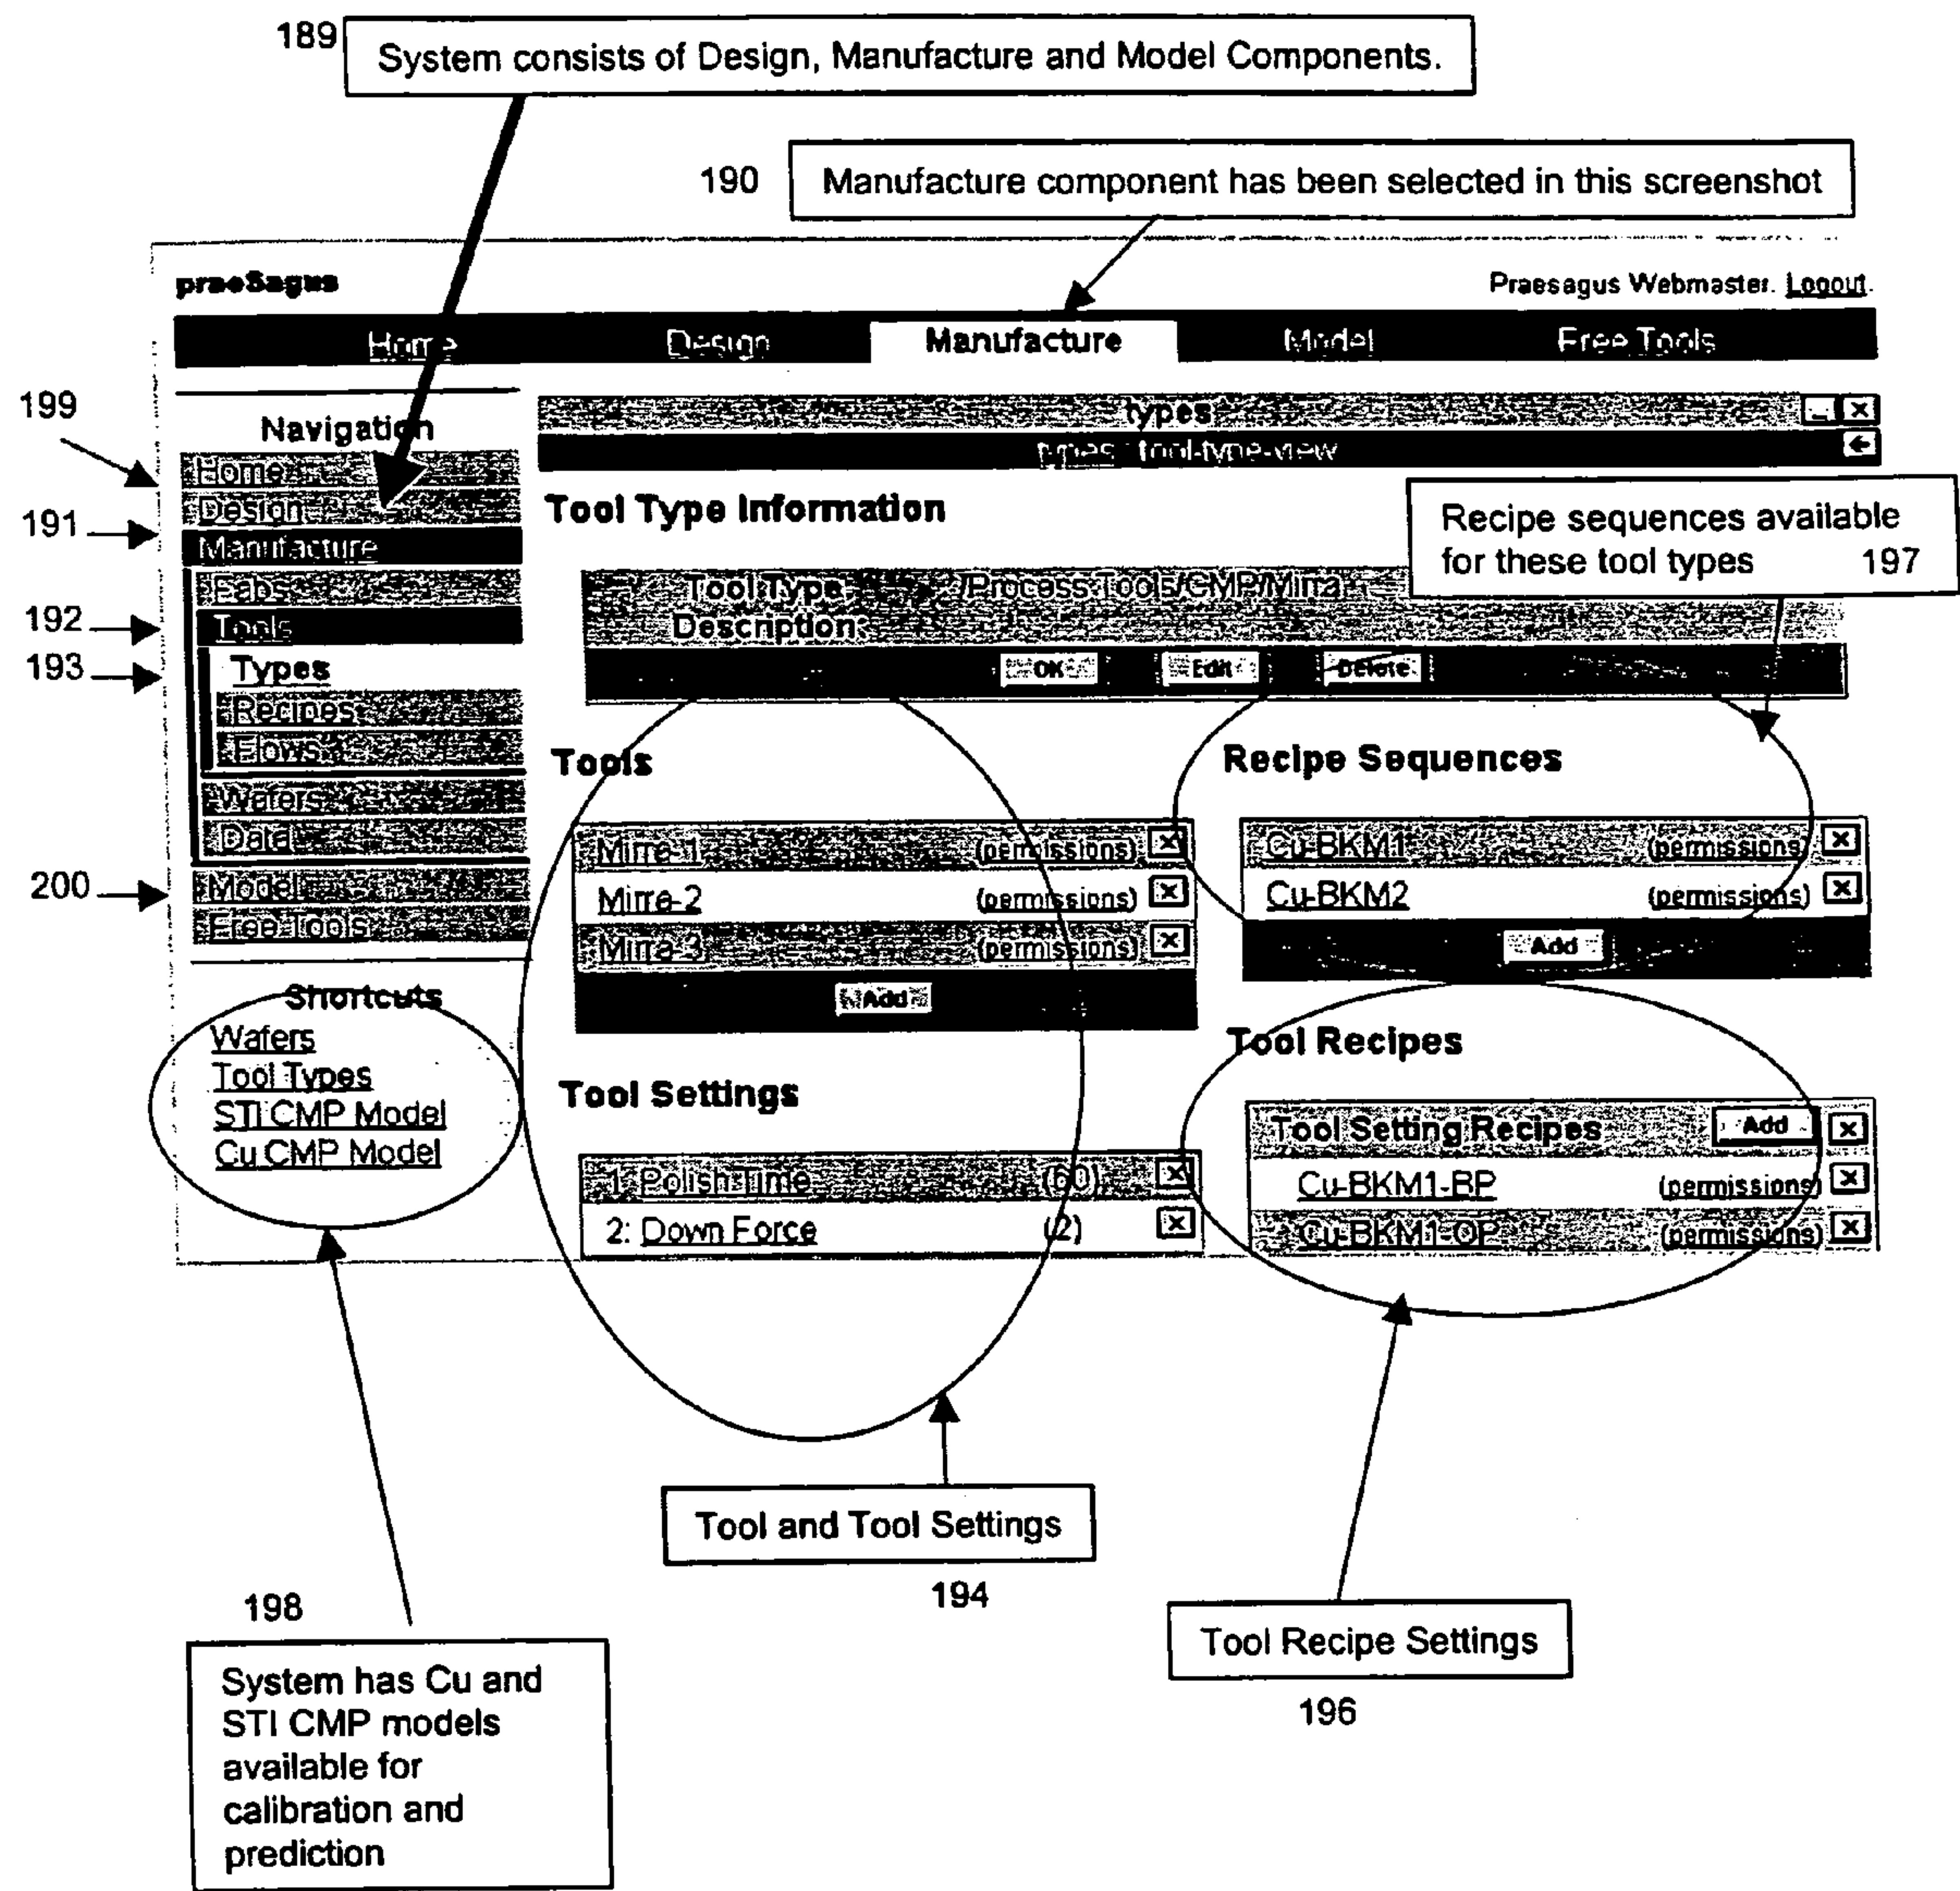 189
System consists of Design, Manufacture and Model Components.
190
Manufacture component has been selected in this screenshot
praeSagus
Praesagus Webmaster. Logout.
Home
Design
Manufacture
Model
Free Tools
199
191
192
193
200
Navigation
Home
Design
Manufacture
Fabs
Tools
Types
Recipes
Flows
Wafers
Data
Model
Free Tools
types
types : tool-type-view
Tool Type Information
Recipe sequences available
for these tool types 197
Tool Type: /Process Tools/CMP/Mirra
Description:
OK
Edit
Delete
Tools
Mirra-1 (permissions)
Mirra-2 (permissions)
Mirra-3 (permissions)
Add
Recipe Sequences
Cu-BKM1 (permissions)
Cu-BKM2 (permissions)
Add
Shortcuts
Wafers
Tool Types
STI CMP Model
Cu CMP Model
Tool Settings
1: Polish Time (60)
2: Down Force (2)
Tool Recipes
Tool Setting Recipes Add
Cu-BKM1-BP (permissions)
Cu-BKM1-OP (permissions)
Tool and Tool Settings
194
Tool Recipe Settings
196
198
System has Cu and
STI CMP models
available for
calibration and
prediction